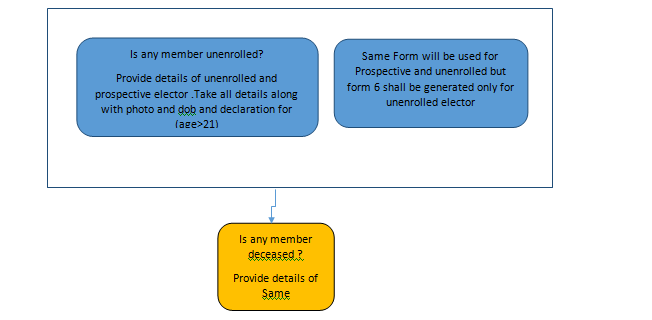 Is any member unenrolled?
Provide details of unenrolled and
prospective elector .Take all details along
with photo and dob and declaration for
(age>21)
Same Form will be used for
Prospective and unenrolled but
form 6 shall be generated only for
unenrolled elector
Is any member
deceased ?
Provide details of
Same